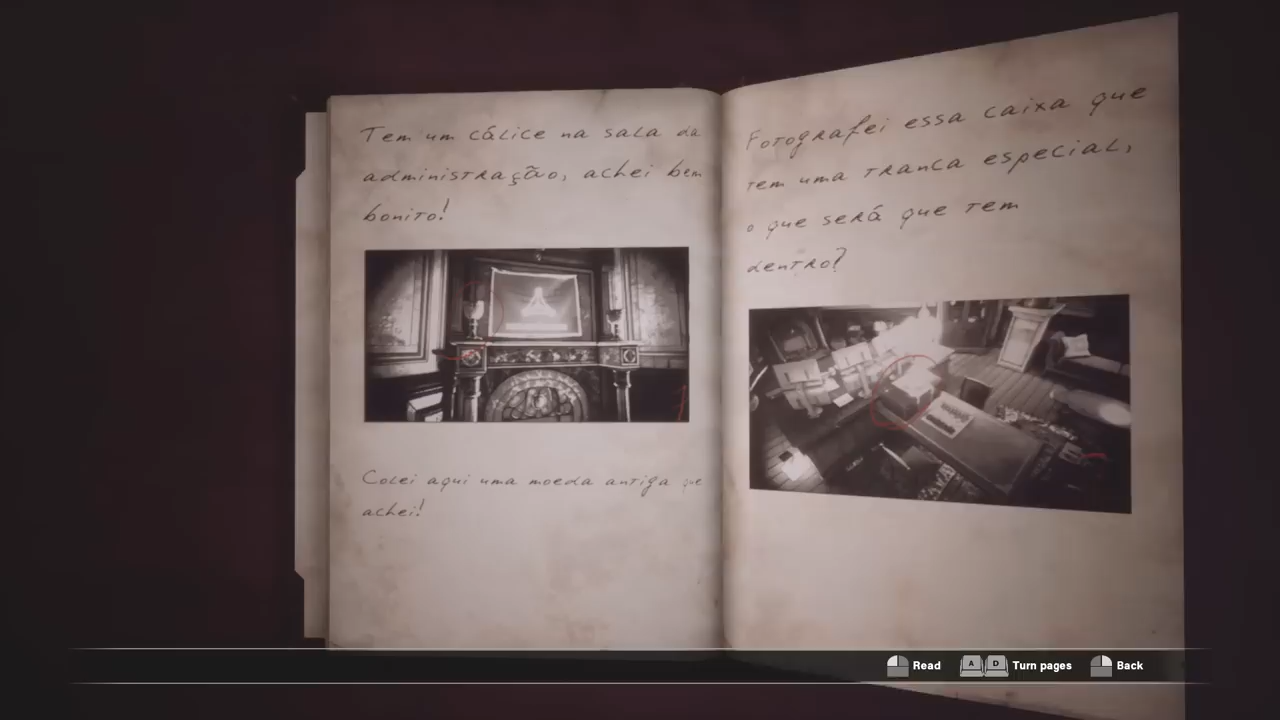 Tem um cálice na sala da
administração, achei bem
bonito!
Colei aqui uma moeda antiga que
achei!
Fotografei essa caixa que
tem uma tranca especial,
o que será que tem
dentro?
A
D
Read
Turn pages
Back